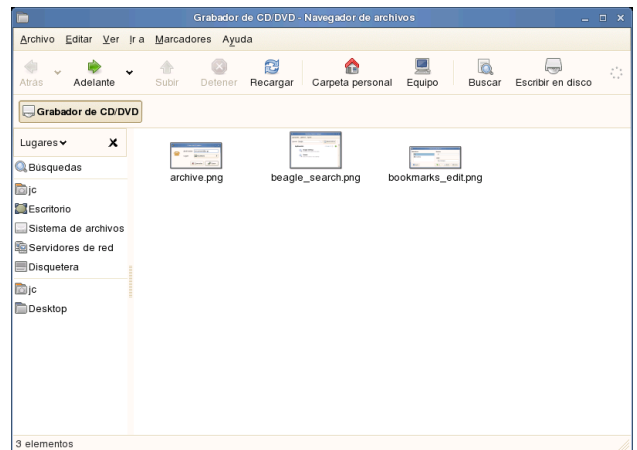 Grabador de CD/DVD - Navegador de archivos
Archivo Editar Ver Ir a Marcadores Ayuda
Atrás Adelante Subir Detener Recargar Carpeta personal Equipo Buscar Escribir en disco
Grabador de CD/DVD
Lugares
Búsquedas
jc
Escritorio
Sistema de archivos
Servidores de red
Disquetera
jc
Desktop
archive.png beagle_search.png bookmarks_edit.png
3 elementos